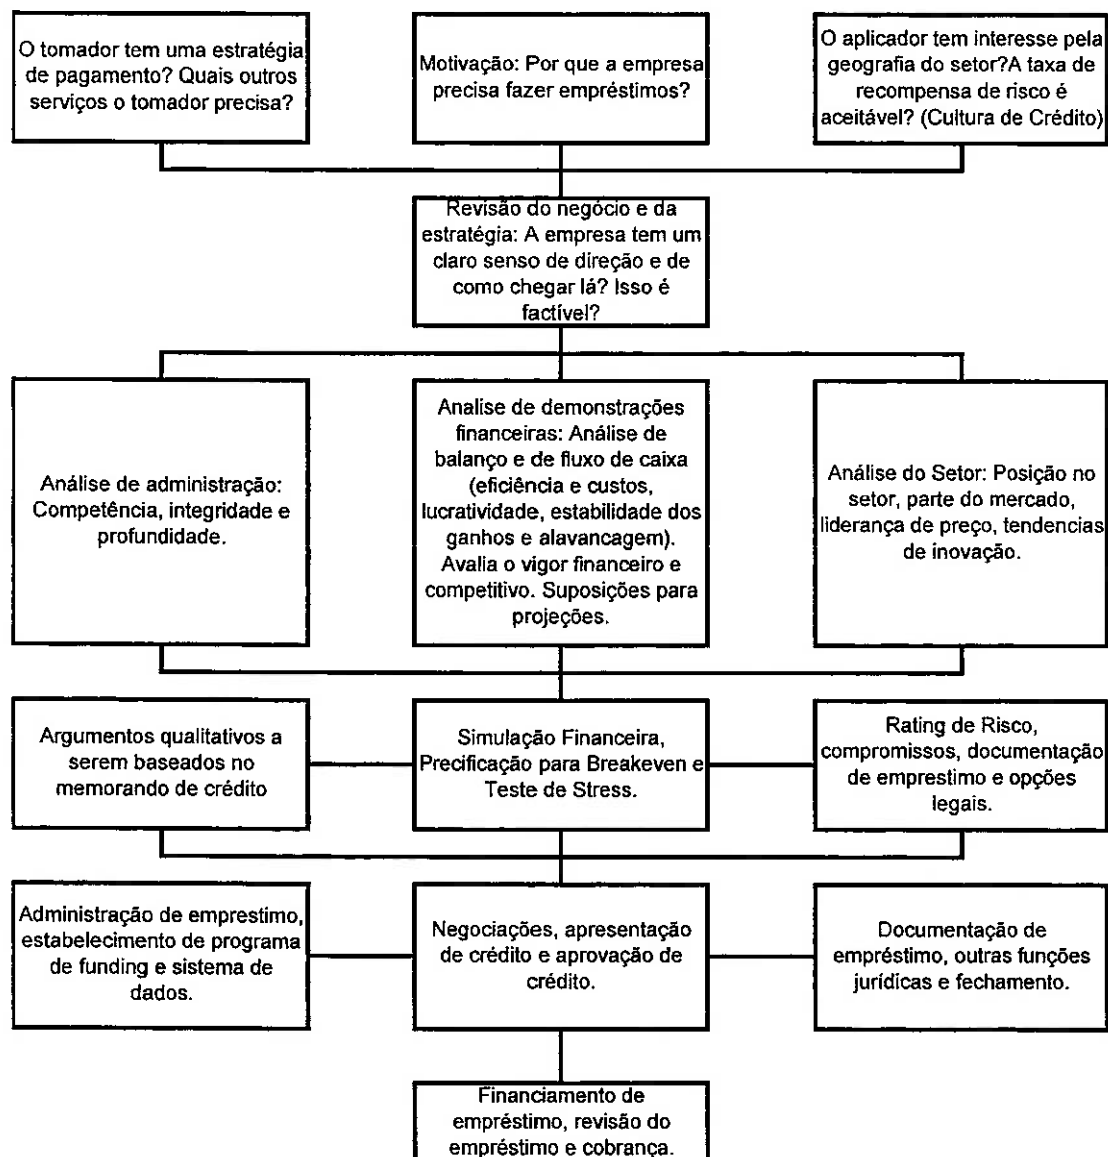 O tomador tem uma estratégia
de pagamento? Quais outros
serviços o tomador precisa?
Motivação: Por que a empresa
precisa fazer empréstimos?
O aplicador tem interesse pela
geografia do setor?A taxa de
recompensa de risco é
aceitável? (Cultura de Crédito)
Revisão do negócio e da
estratégia: A empresa tem um
claro senso de direção e de
como chegar lá? Isso é
factível?
Análise de administração:
Competência, integridade e
profundidade.
Analise de demonstrações
financeiras: Análise de
balanço e de fluxo de caixa
(eficiência e custos,
lucratividade, estabilidade dos
ganhos e alavancagem).
Avalia o vigor financeiro e
competitivo. Suposições para
projeções.
Análise do Setor: Posição no
setor, parte do mercado,
liderança de preço, tendencias
de inovação.
Argumentos qualitativos a
serem baseados no
memorando de crédito
Simulação Financeira,
Precificação para Breakeven e
Teste de Stress.
Rating de Risco,
compromissos, documentação
de emprestimo e opções
legais.
Administração de emprestimo,
estabelecimento de programa
de funding e sistema de
dados.
Negociações, apresentação
de crédito e aprovação de
crédito.
Documentação de
empréstimo, outras funções
jurídicas e fechamento.
Financiamento de
empréstimo, revisão do
empréstimo e cobrança.